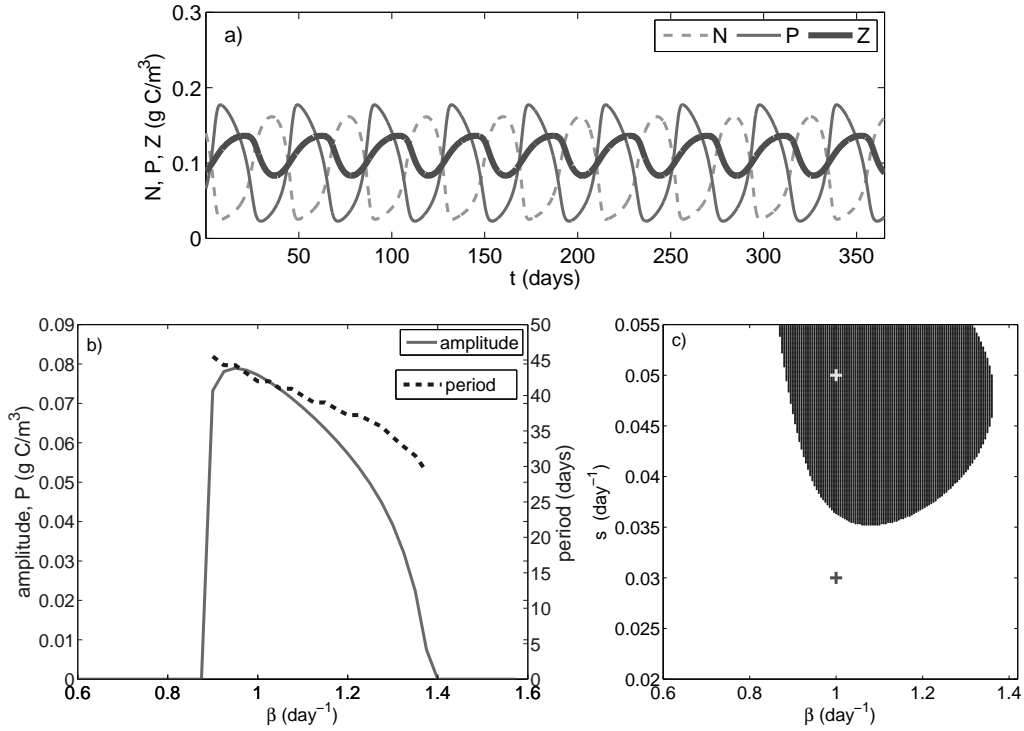 a)
N P Z
N, P, Z (g C/m³)
0.3
0.2
0.1
0
50 100 150 200 250 300 350
t (days)
b)
amplitude
period
amplitude, P (g C/m³)
0.09
0.08
0.07
0.06
0.05
0.04
0.03
0.02
0.01
0
0.6 0.8 1 1.2 1.4 1.6
β (day⁻¹)
50
45
40
35
30
25
20
15
10
5
0
period (days)
c)
s (day⁻¹)
0.055
0.05
0.045
0.04
0.035
0.03
0.025
0.02
0.6 0.8 1 1.2 1.4
β (day⁻¹)